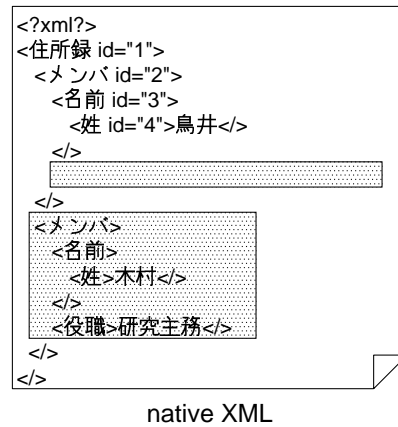 <?xml?>
<住所録 id="1">
<メンバ id="2">
<名前 id="3">
<姓 id="4">鳥井</>
</>
</>
<メンバ>
<名前>
<姓>木村</>
</>
<役職>研究主務</>
</>
</>
native XML